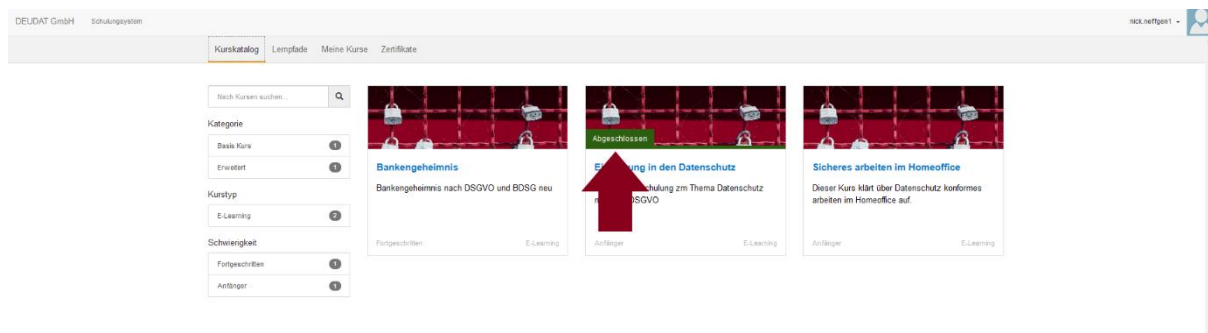 DEUDAT GmbH Schulungssystem
nick.neffgen1
Kurskatalog Lernpfade Meine Kurse Zertifikate
Nach Kursen suchen...
Kategorie
Basis Kurs 1
Erweitert 1
Kurstyp
E-Learning 2
Schwierigkeit
Fortgeschritten 1
Anfänger 1
Bankengeheimnis
Bankengeheimnis nach DSGVO und BDSG neu
Fortgeschritten E-Learning
Abgeschlossen
ung in den Datenschutz
chulung zm Thema Datenschutz
DSGVO
Anfänger E-Learning
Sicheres arbeiten im Homeoffice
Dieser Kurs klärt über Datenschutz konformes
arbeiten im Homeoffice auf.
Anfänger E-Learning